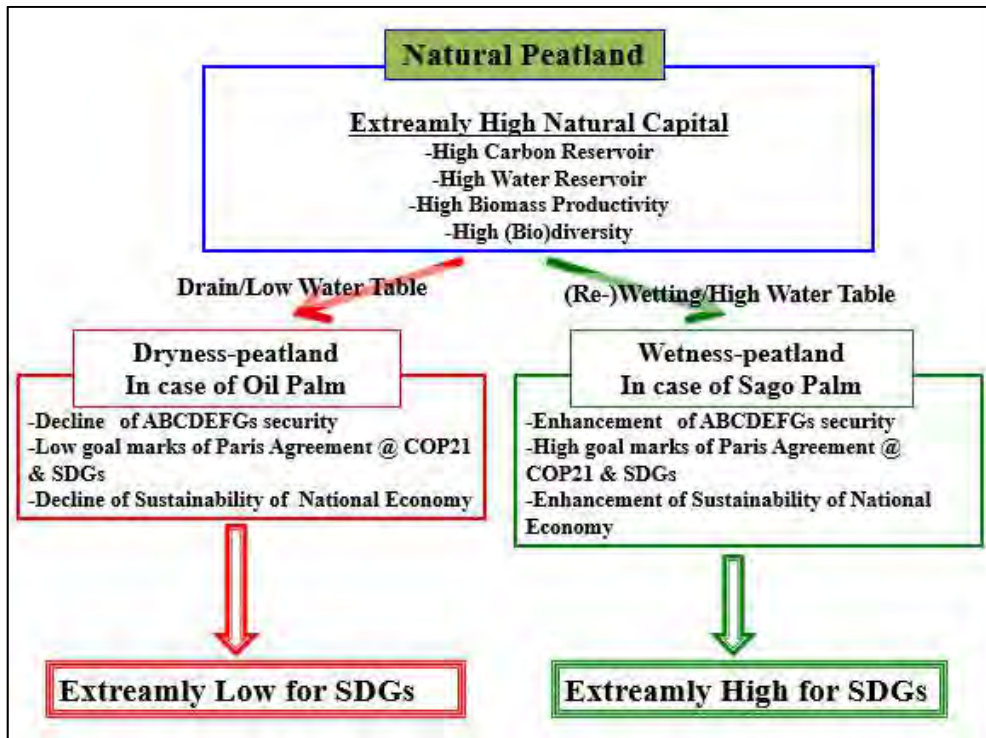 Natural Peatland
Extreamly High Natural Capital
-High Carbon Reservoir
-High Water Reservoir
-High Biomass Productivity
-High (Bio)diversity
Drain/Low Water Table
(Re-)Wetting/High Water Table
Dryness-peatland
In case of Oil Palm
-Decline of ABCDEFGs security
-Low goal marks of Paris Agreement @ COP21
& SDGs
-Decline of Sustainability of National Economy
Wetness-peatland
In case of Sago Palm
-Enhancement of ABCDEFGs security
-High goal marks of Paris Agreement @
COP21 & SDGs
-Enhancement of Sustainability of National
Economy
Extreamly Low for SDGs
Extreamly High for SDGs